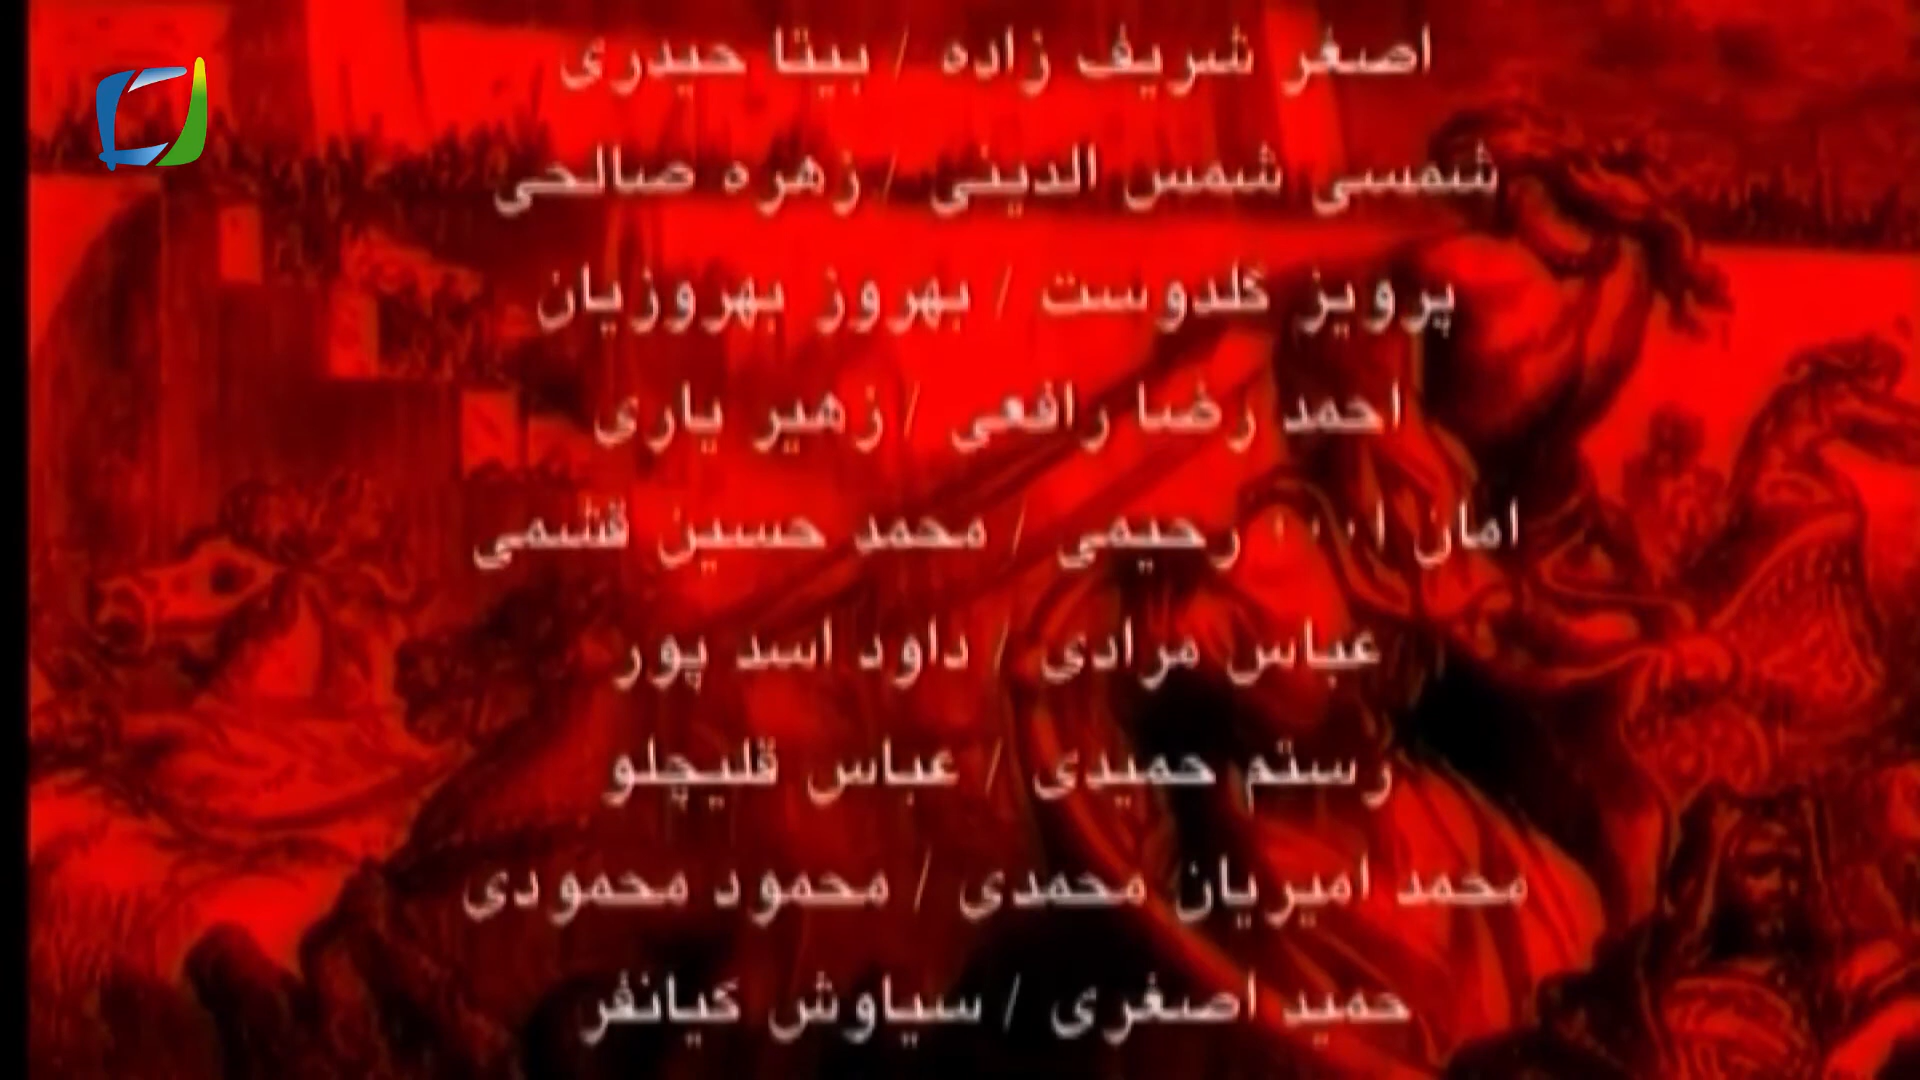 اصغر شریف زاده / بیتا حیدری
شمسی شمس الدینی / زهره صالحی
پرویز گلدوست / بهروز بهروزیان
احمد رضا رافعی / زهیر یاری
امان ا... رحیمی / محمد حسین قشمی
عباس مرادی / داود اسد پور
رستم حمیدی / عباس قلیچلو
محمد امیریان محمدی / محمود محمودی
حمید اصغری / سیاوش کیانفر